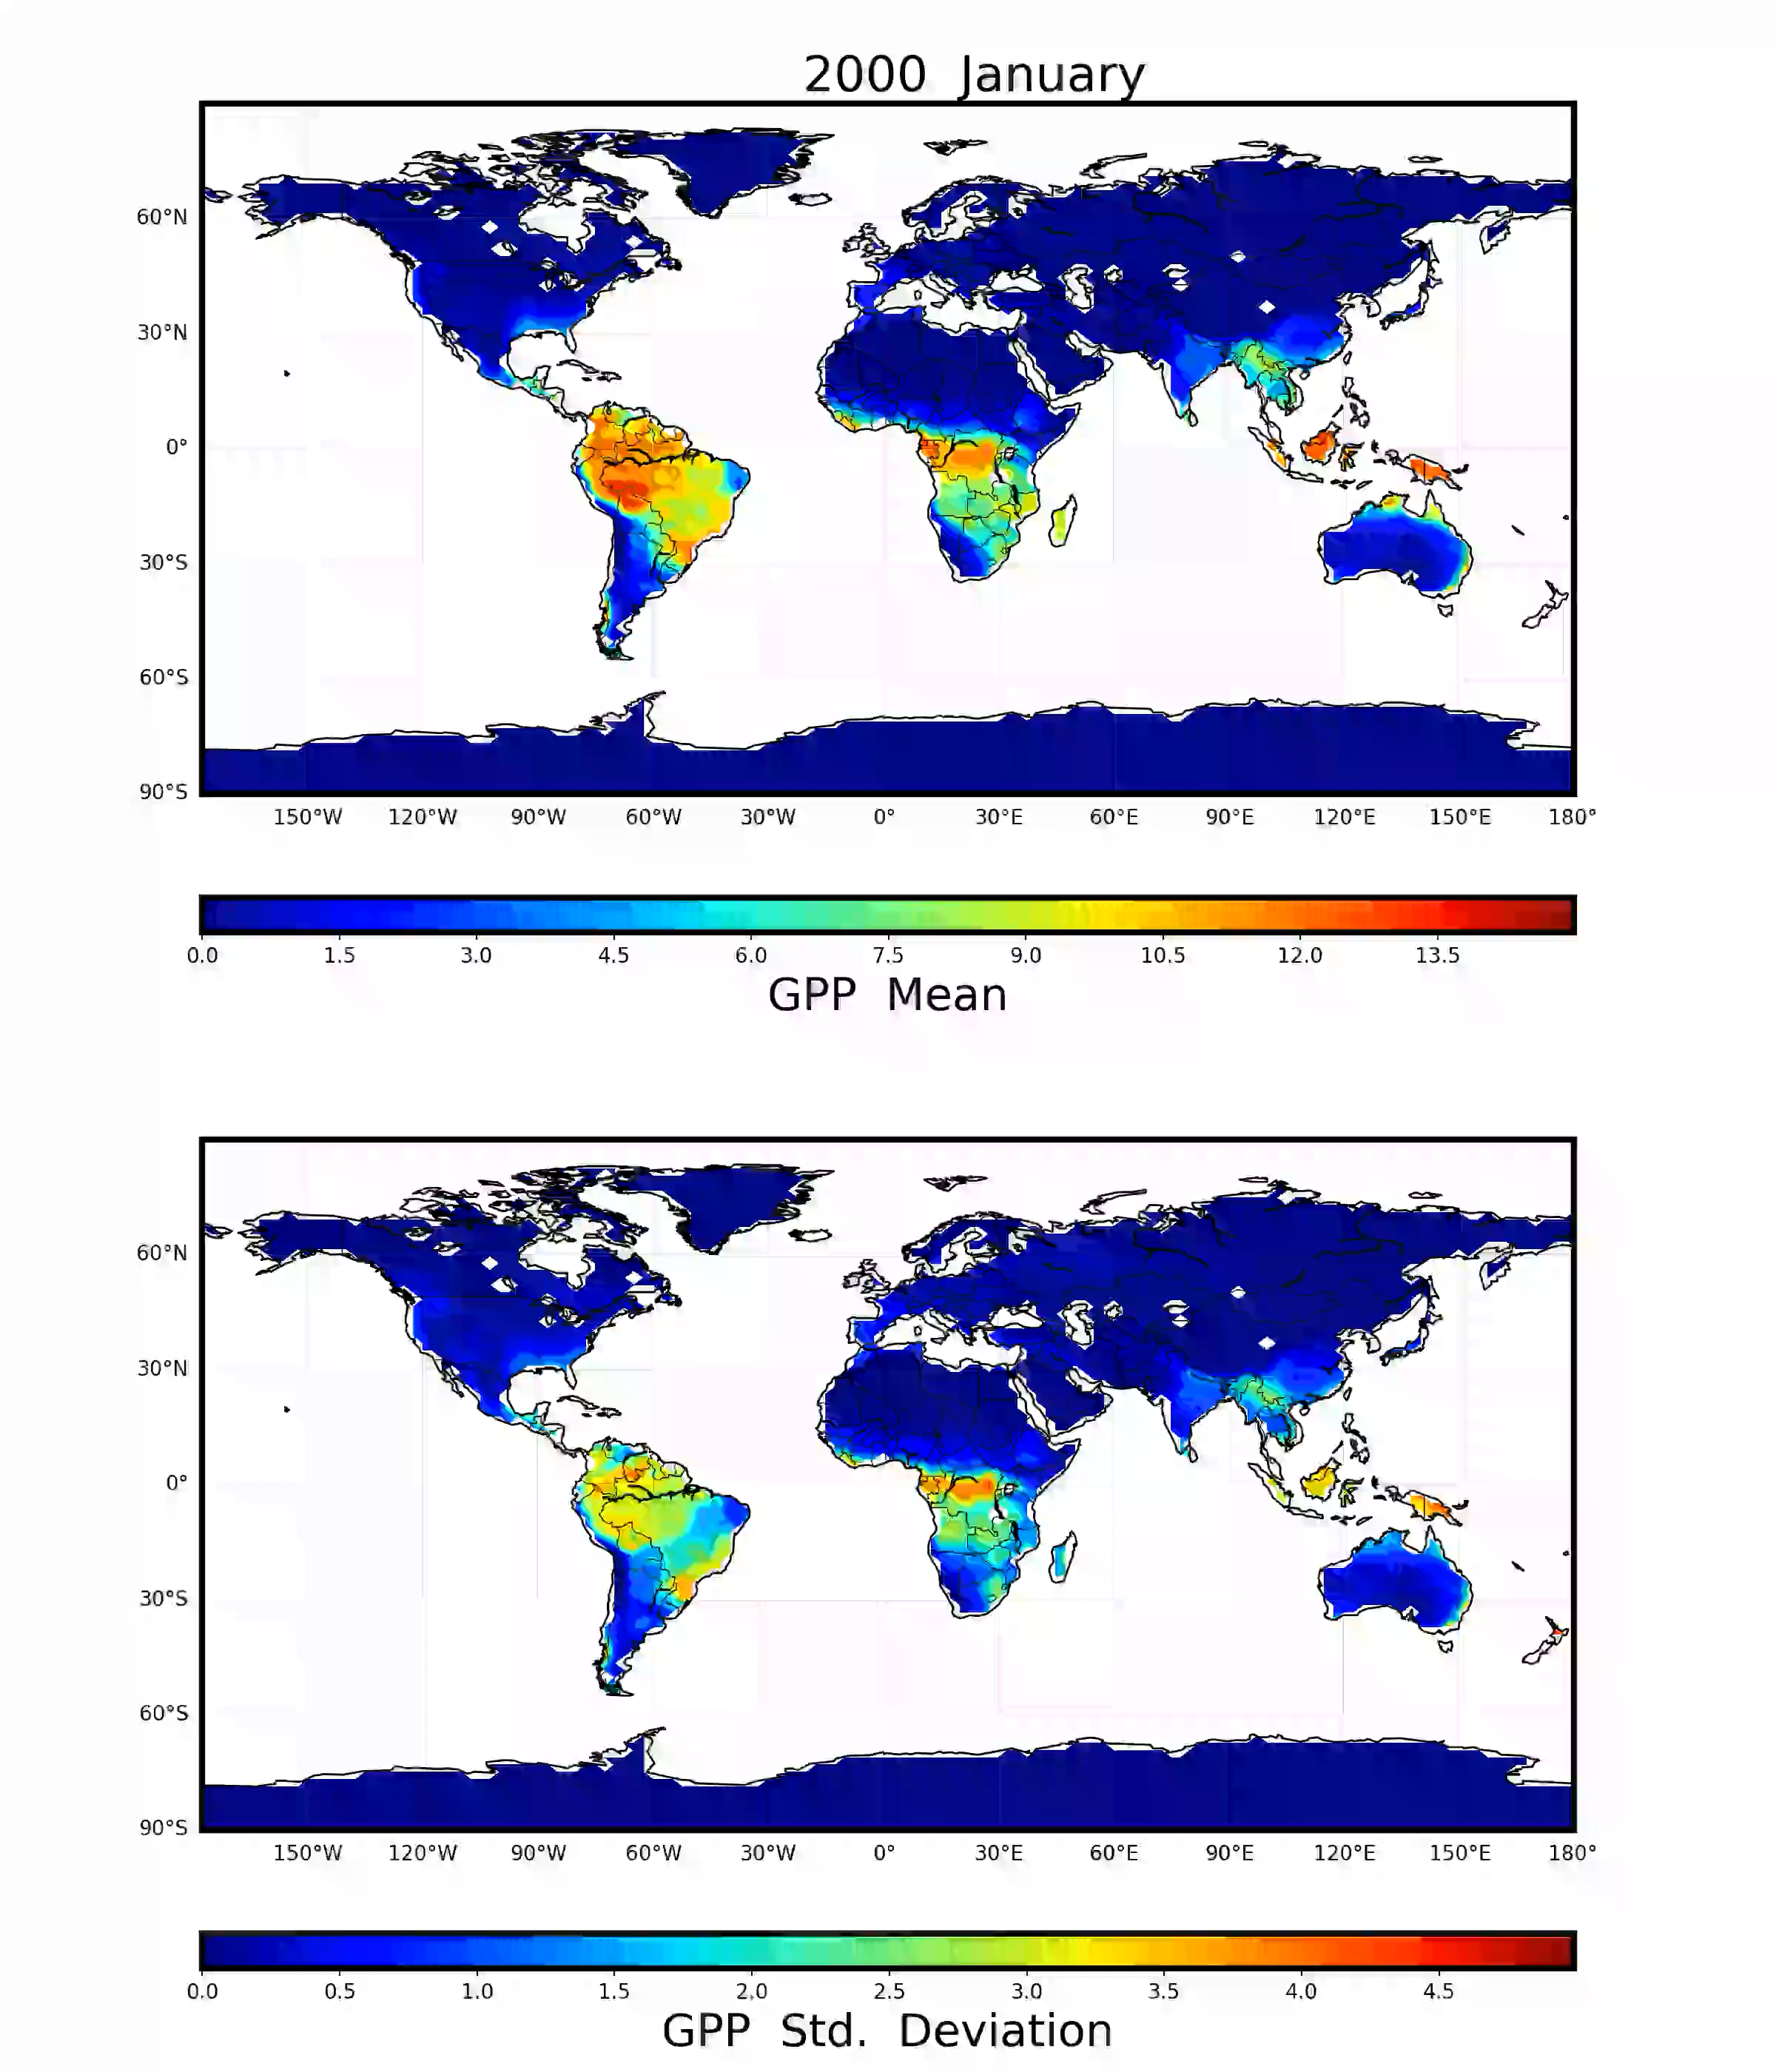 2000 January
60°N
30°N
0°
30°S
60°S
90°S
150°W 120°W 90°W 60°W 30°W 0° 30°E 60°E 90°E 120°E 150°E 180°
0.0 1.5 3.0 4.5 6.0 7.5 9.0 10.5 12.0 13.5
GPP Mean
60°N
30°N
0°
30°S
60°S
90°S
150°W 120°W 90°W 60°W 30°W 0° 30°E 60°E 90°E 120°E 150°E 180°
0.0 0.5 1.0 1.5 2.0 2.5 3.0 3.5 4.0 4.5
GPP Std. Deviation